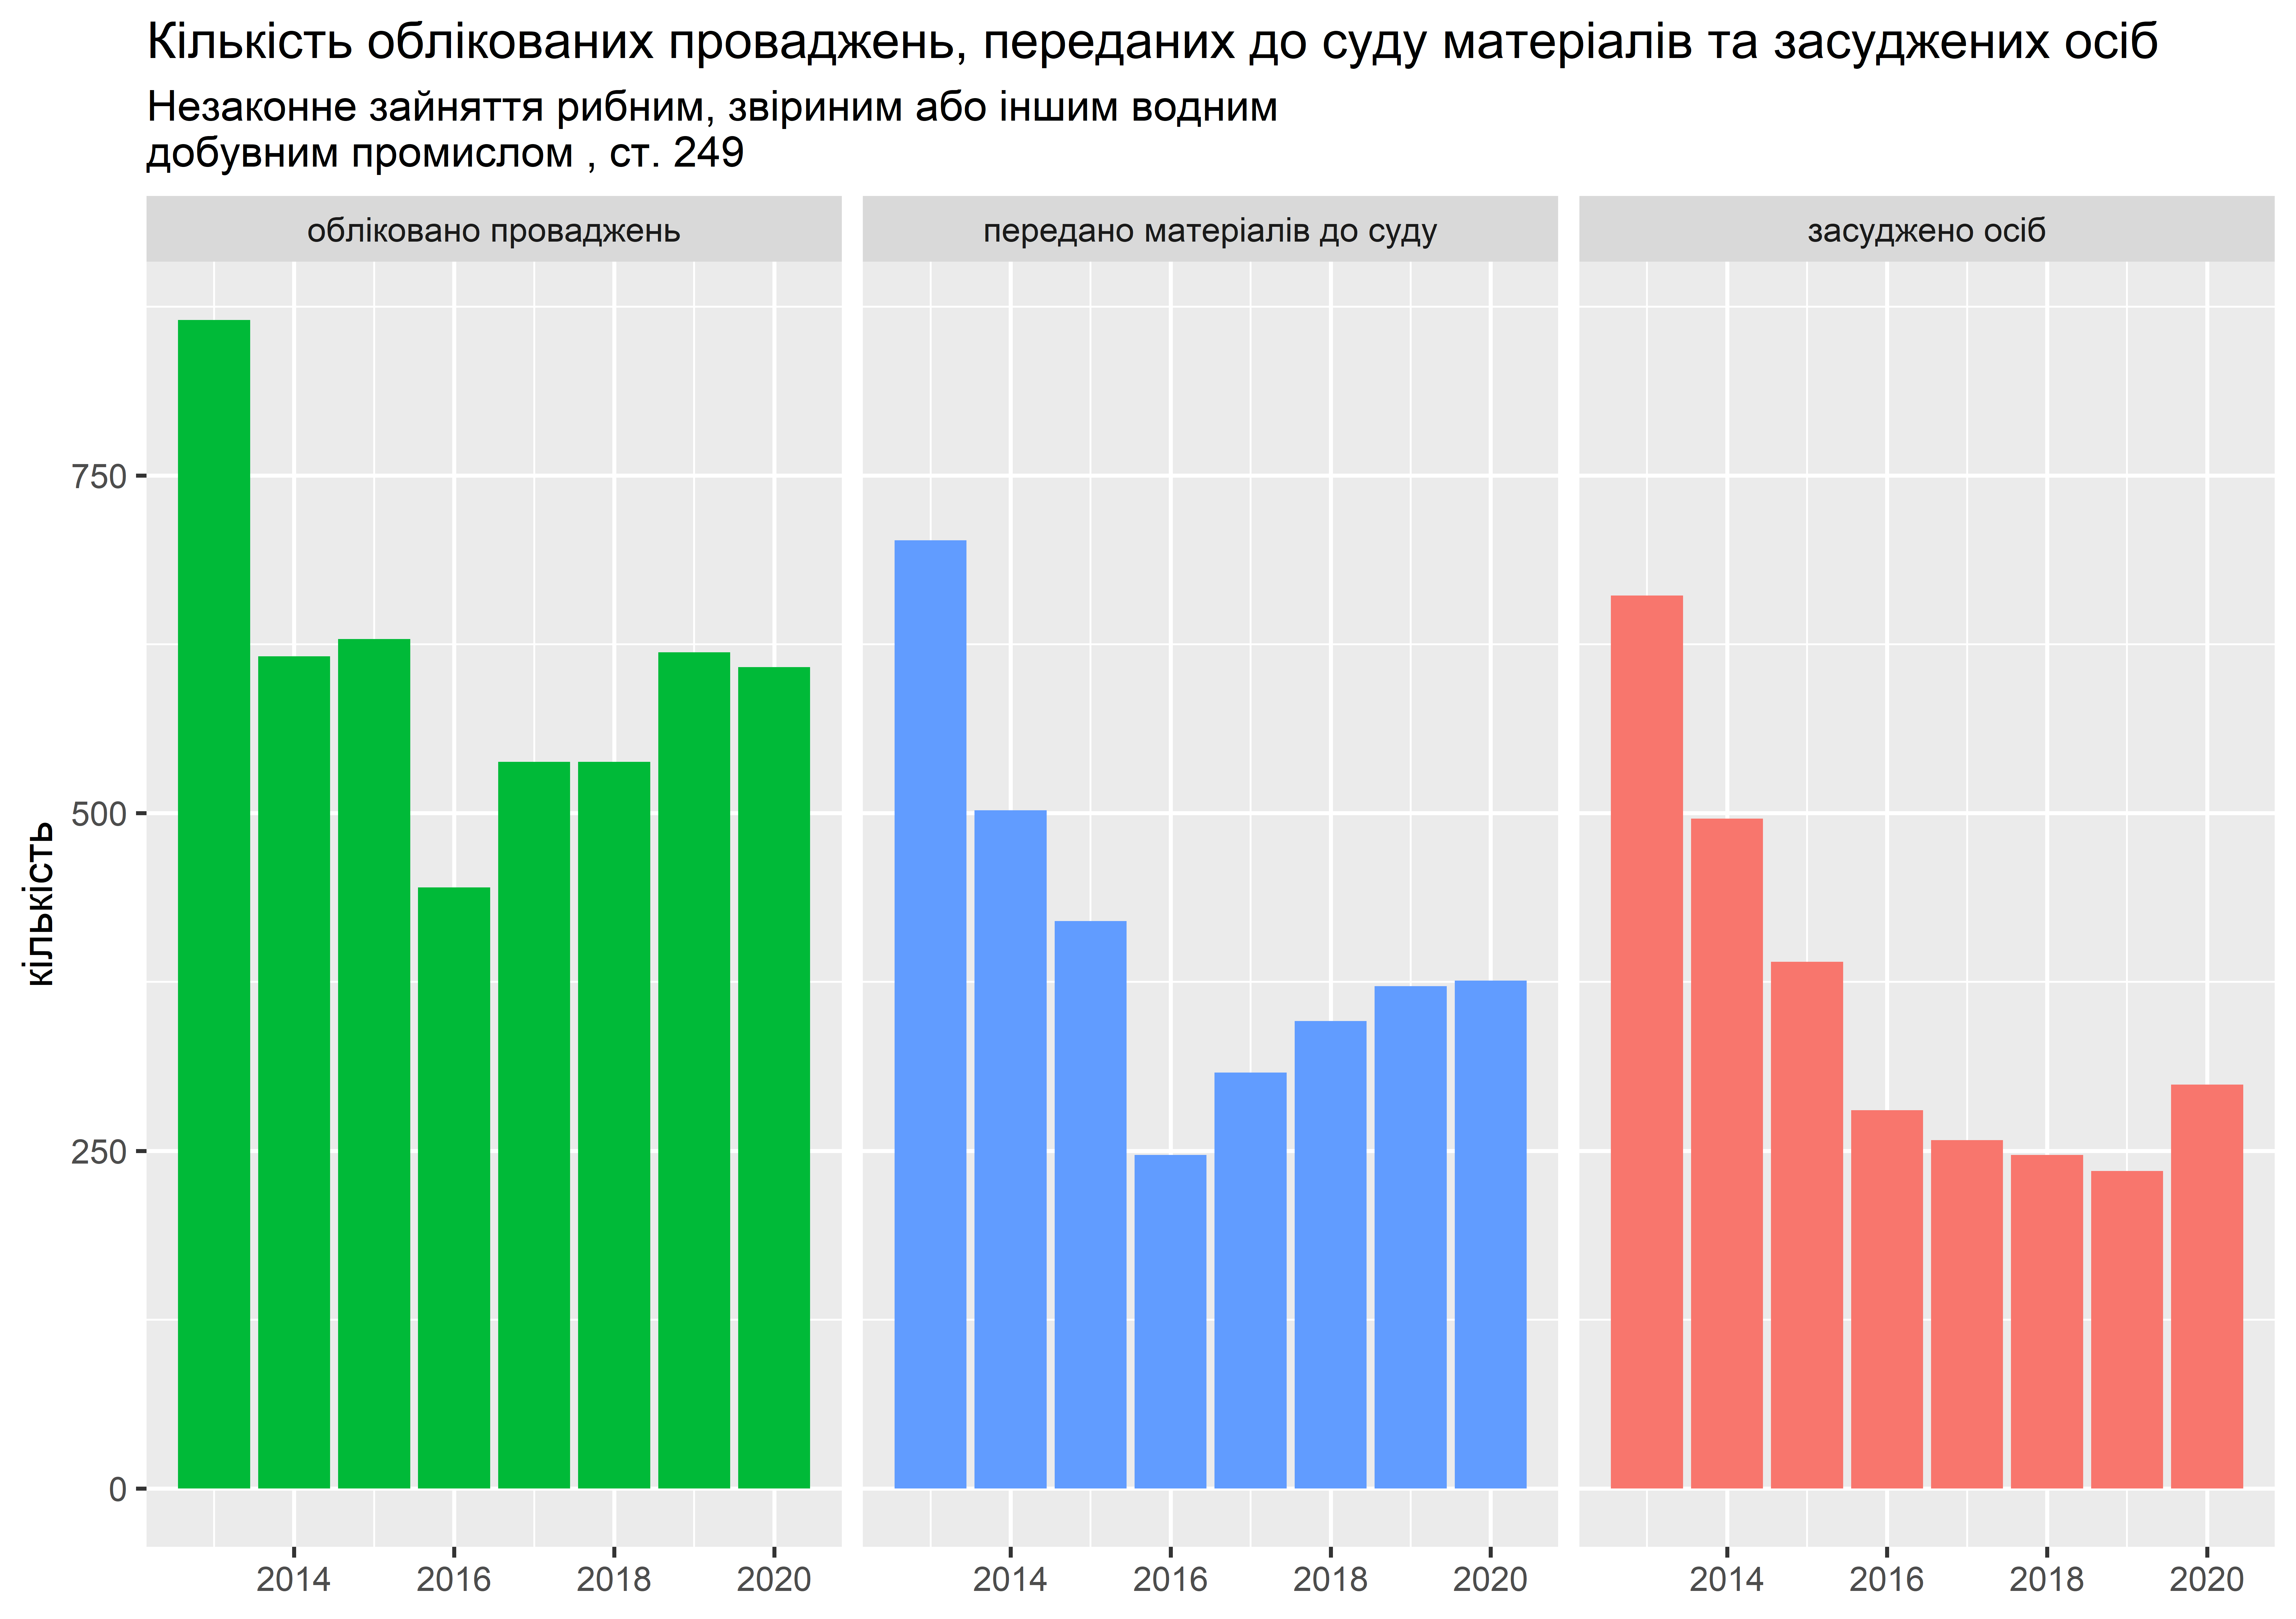 Кількість облікованих проваджень, переданих до суду матеріалів та засуджених осіб
Незаконне зайняття рибним, звіриним або іншим водним
добувним промислом , ст. 249
обліковано проваджень
передано матеріалів до суду
засуджено осіб
кількість
750
500
250
0
2014 2016 2018 2020
2014 2016 2018 2020
2014 2016 2018 2020